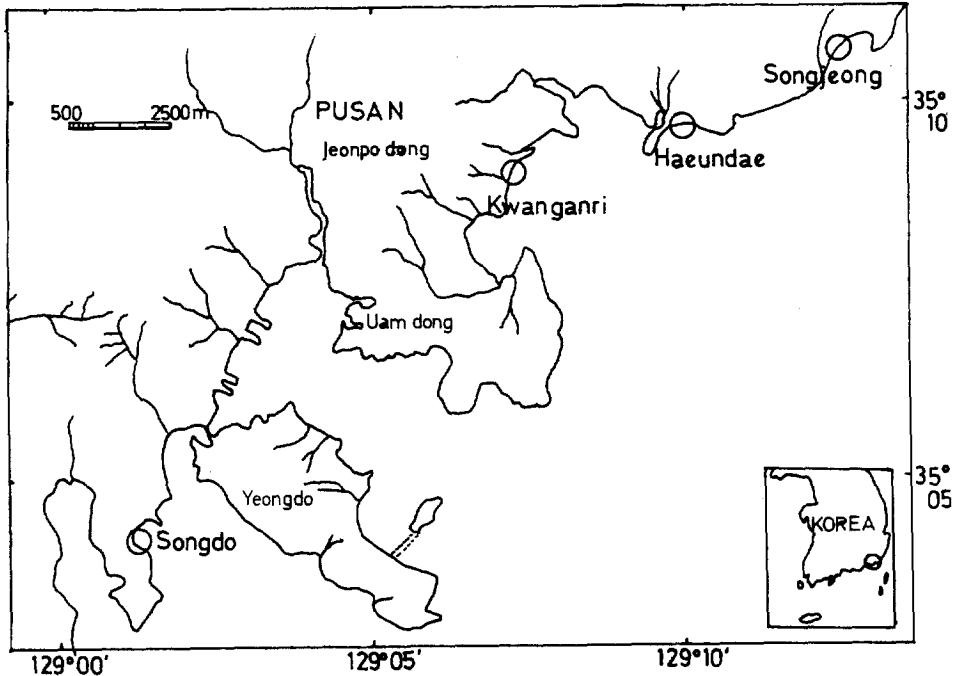 Songjeong
500 2500m
PUSAN
35°
10
Jeonpo dong
Haeundae
Kwanganri
Uam dong
35°
05
Yeongdo
KOREA
Songdo
129°00'
129°05'
129°10'